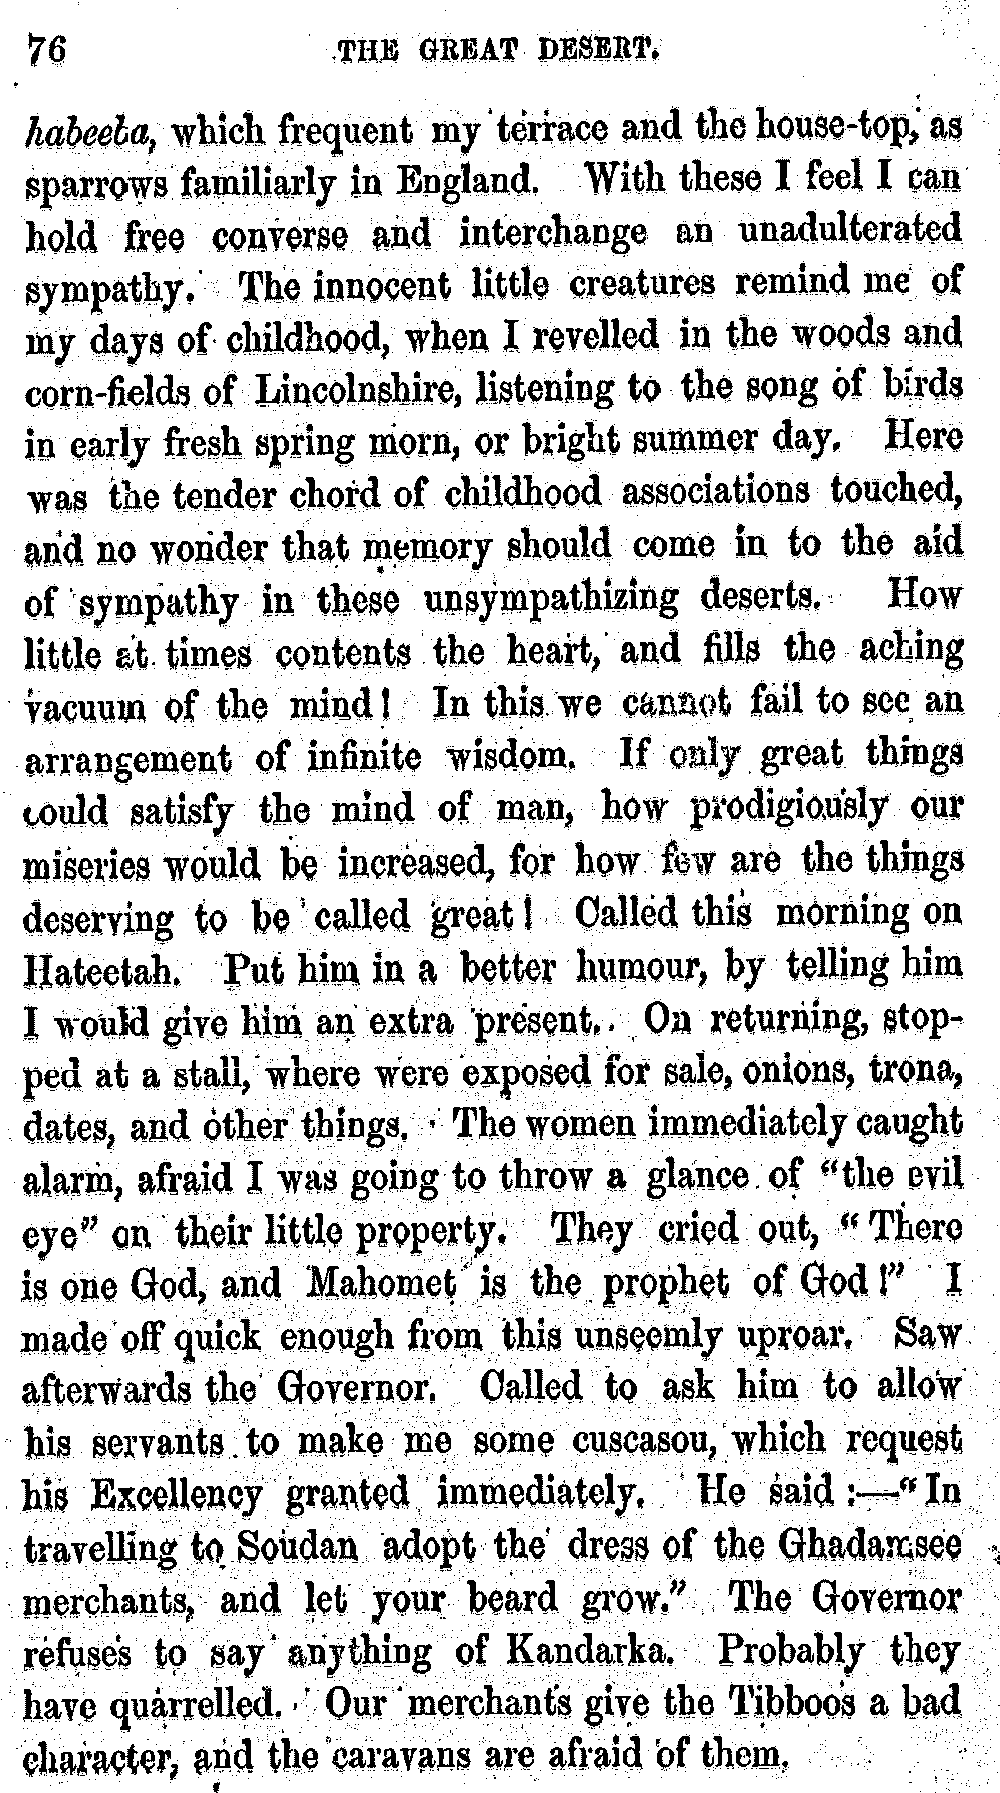 76 THE GREAT DESERT.
habeeba, which frequent my terrace and the house-top, as
sparrows familiarly in England. With these I feel I can
hold free converse and interchange an unadulterated
sympathy. The innocent little creatures remind me of
my days of childhood, when I revelled in the woods and
corn-fields of Lincolnshire, listening to the song of birds
in early fresh spring morn, or bright summer day. Here
was the tender chord of childhood associations touched,
and no wonder that memory should come in to the aid
of sympathy in these unsympathizing deserts. How
little at times contents the heart, and fills the aching
vacuum of the mind! In this we cannot fail to see an
arrangement of infinite wisdom. If only great things
could satisfy the mind of man, how prodigiously our
miseries would be increased, for how few are the things
deserving to be called great! Called this morning on
Hateetah. Put him in a better humour, by telling him
I would give him an extra present. On returning, stop-
ped at a stall, where were exposed for sale, onions, trona,
dates, and other things. The women immediately caught
alarm, afraid I was going to throw a glance of "the evil
eye" on their little property. They cried out, "There
is one God, and Mahomet is the prophet of God!" I
made off quick enough from this unseemly uproar. Saw
afterwards the Governor. Called to ask him to allow
his servants to make me some cuscasou, which request
his Excellency granted immediately. He said:—"In
travelling to Soudan adopt the dress of the Ghadamsee
merchants, and let your beard grow." The Governor
refuses to say anything of Kandarka. Probably they
have quarrelled. Our merchants give the Tibboos a bad
character, and the caravans are afraid of them.